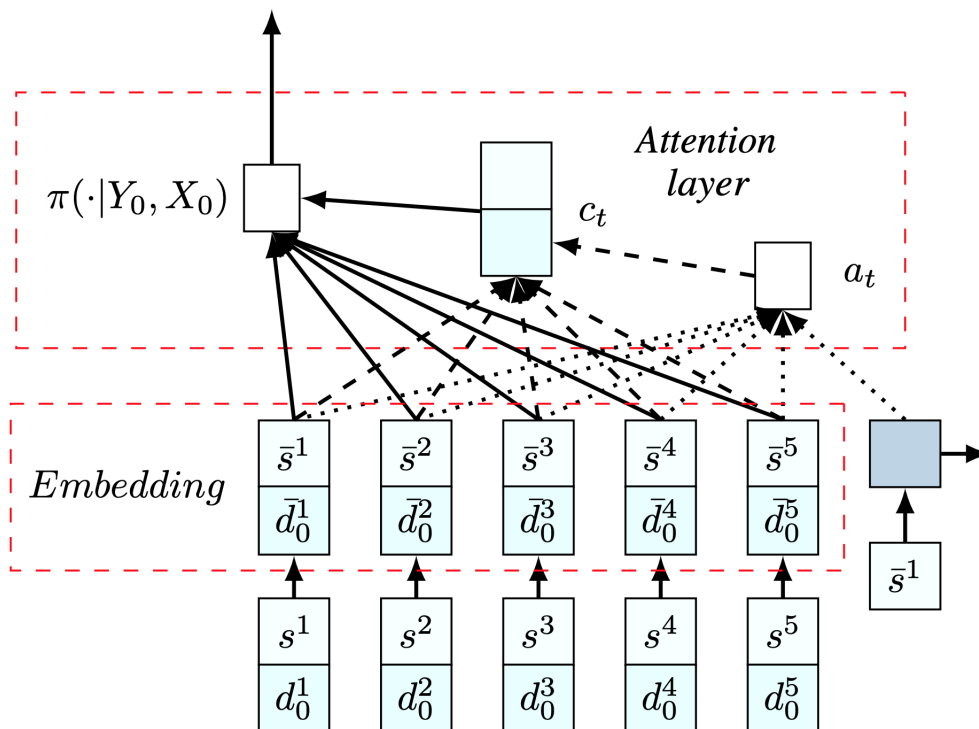 Attention
layer
π(·|Y₀, X₀)
cₜ
aₜ
Embedding
s̄¹ s̄² s̄³ s̄⁴ s̄⁵
d̄₀¹ d̄₀² d̄₀³ d̄₀⁴ d̄₀⁵
s̄¹
s¹ s² s³ s⁴ s⁵
d₀¹ d₀² d₀³ d₀⁴ d₀⁵